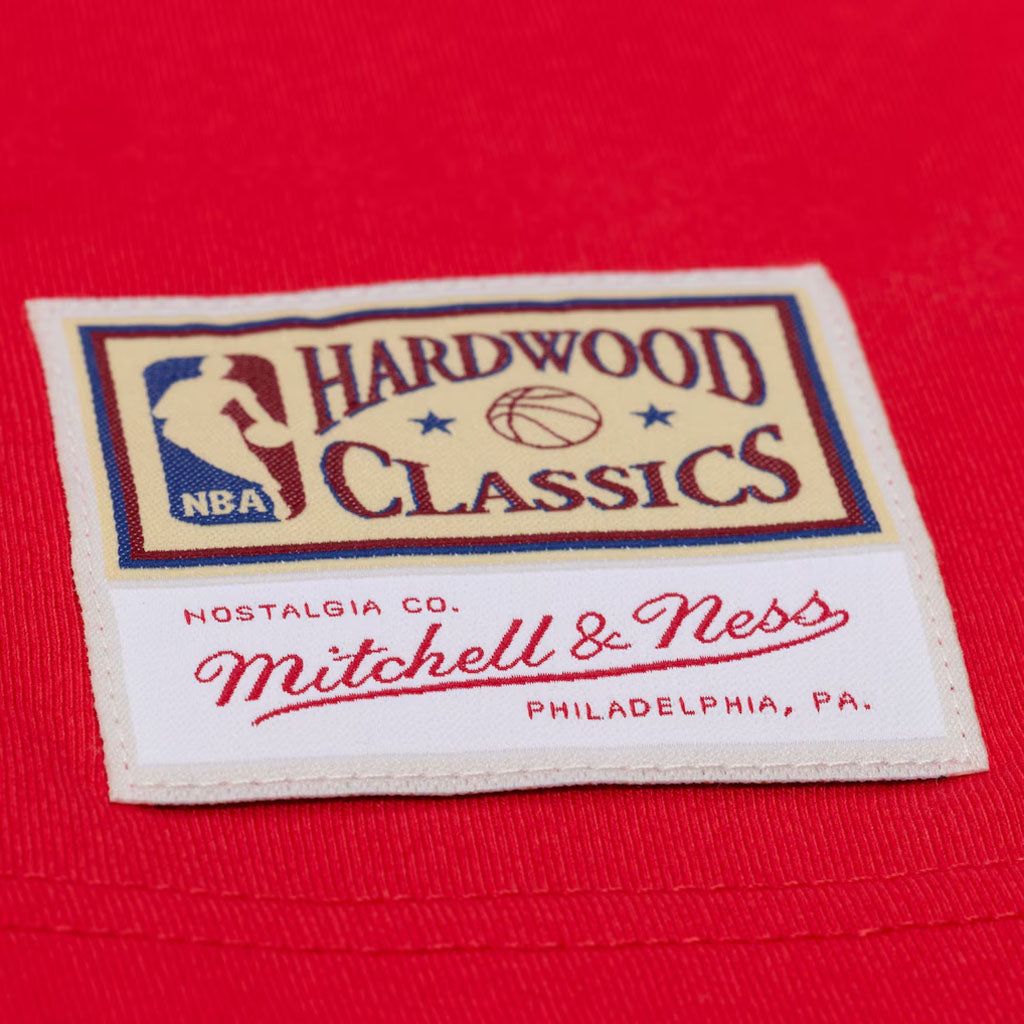 HARDWOOD
CLASSICS
NBA
NOSTALGIA CO.
Mitchell & Ness
PHILADELPHIA, PA.